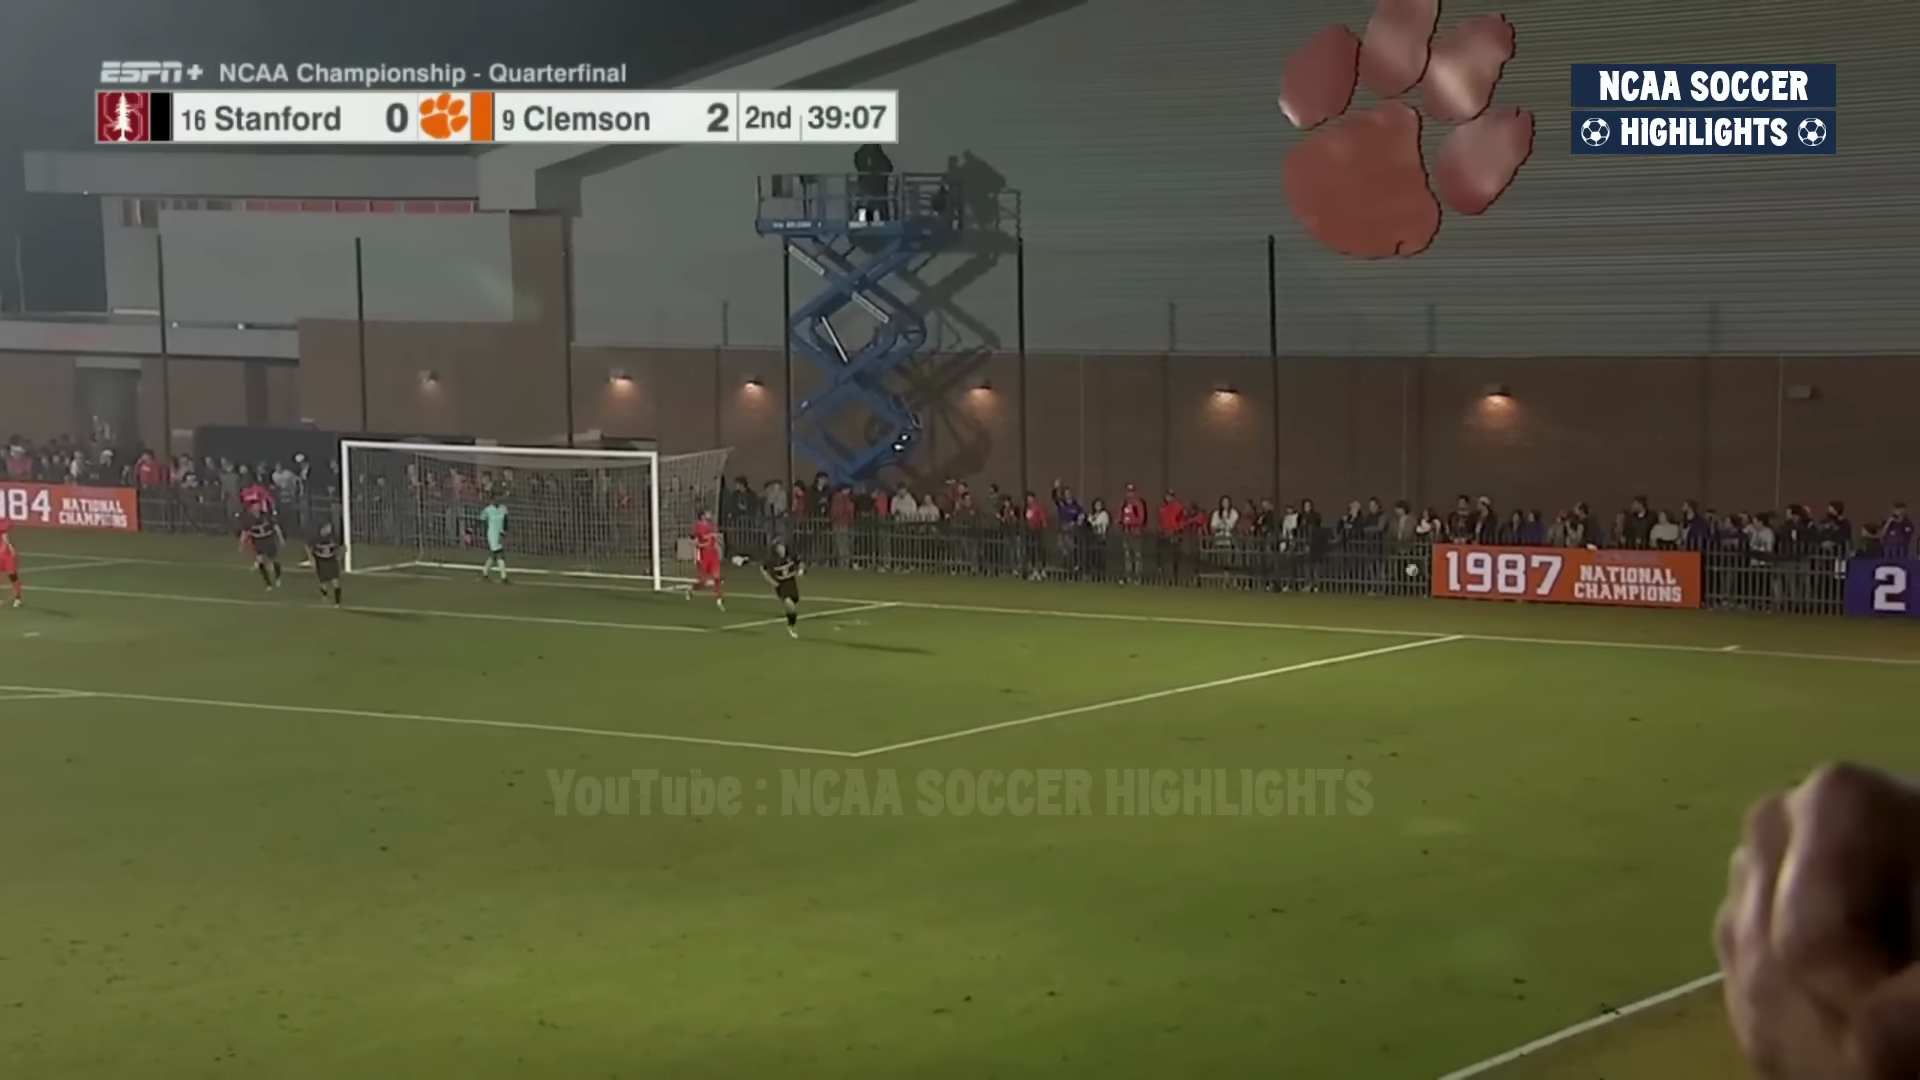 ESPN+ NCAA Championship - Quarterfinal
16 Stanford 0 9 Clemson 2 2nd 39:07
NCAA SOCCER
HIGHLIGHTS
984 NATIONAL CHAMPIONS
1987 NATIONAL CHAMPIONS
2
YouTube : NCAA SOCCER HIGHLIGHTS